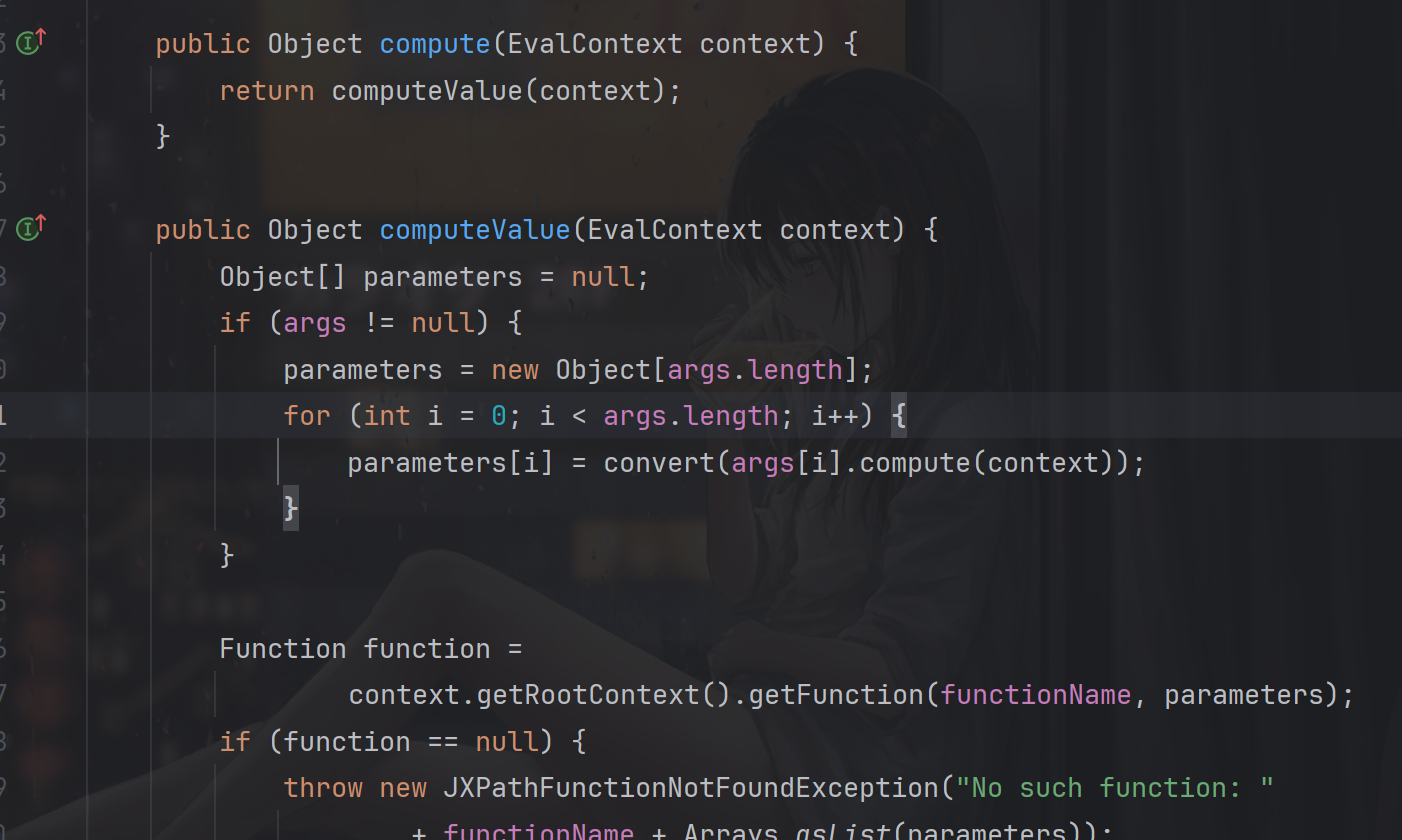 public Object compute(EvalContext context) {
return computeValue(context);
}
public Object computeValue(EvalContext context) {
Object[] parameters = null;
if (args != null) {
parameters = new Object[args.length];
for (int i = 0; i < args.length; i++) {
parameters[i] = convert(args[i].compute(context));
}
}
Function function =
context.getRootContext().getFunction(functionName, parameters);
if (function == null) {
throw new JXPathFunctionNotFoundException("No such function: "
+ functionName + Arrays.asList(parameters));